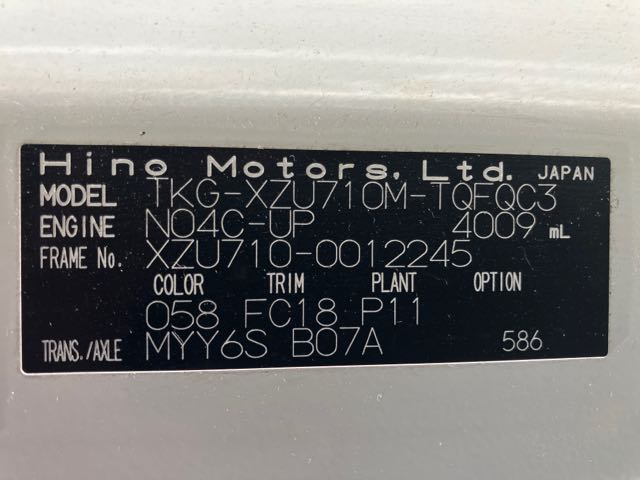 Hino Motors, Ltd. JAPAN
MODEL TKG-XZU710M-TQFQC3
ENGINE N04C-UP 4009 mL
FRAME No. XZU710-0012245
COLOR TRIM PLANT OPTION
058 FC18 P11
TRANS./AXLE MYY6S B07A 586